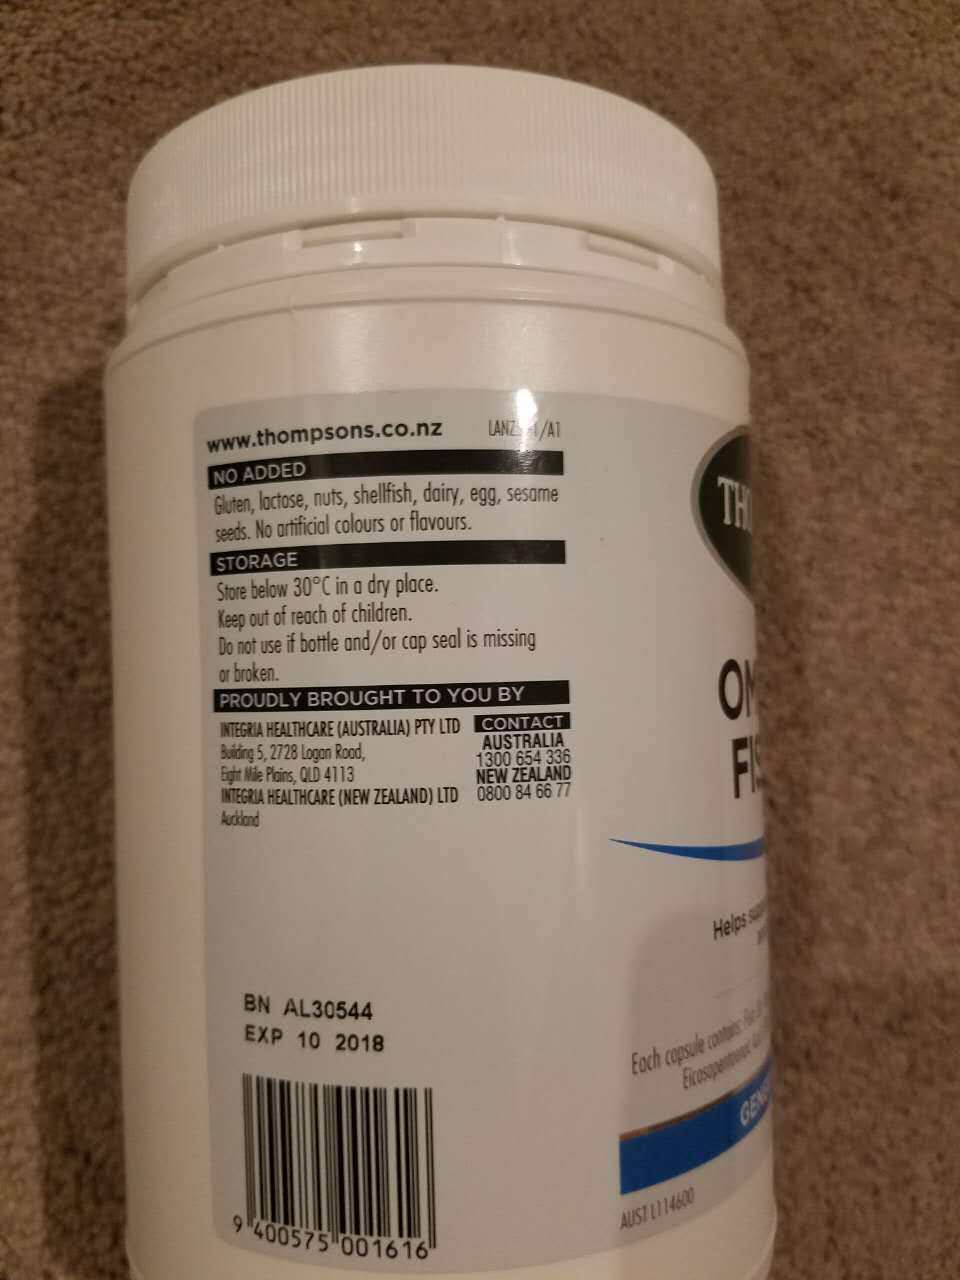 www.thompsons.co.nz
NO ADDED
Gluten, lactose, nuts, shellfish, dairy, egg, sesame
seeds. No artificial colours or flavours.
STORAGE
Store below 30°C in a dry place.
Keep out of reach of children.
Do not use if bottle and/or cap seal is missing
or broken.
PROUDLY BROUGHT TO YOU BY
INTEGRIA HEALTHCARE (AUSTRALIA) PTY LTD
Building 5, 2728 Logan Road,
Eight Mile Plains, QLD 4113
INTEGRIA HEALTHCARE (NEW ZEALAND) LTD
Auckland
CONTACT
AUSTRALIA
1300 654 336
NEW ZEALAND
0800 84 66 77
BN AL30544
EXP 10 2018
9 400575 001616
TH
OM
FIS
Helps
Each capsule contains:
GEN
AUST L114600